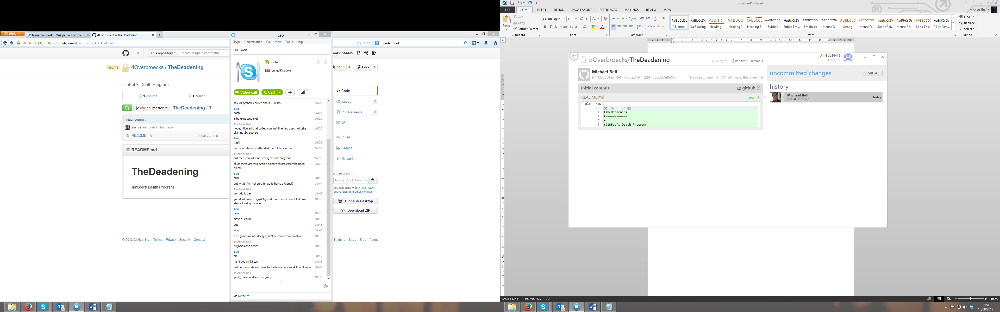 Firefox
Narrative mode - Wikipedia, the free ...
dOverbroecks/TheDeadening
GitHub, Inc. (US)
https://github.com/dOverbroecks/TheDeadening
protagonist
This repository
Search or type a command
imBob44445
PRIVATE
dOverbroecks / TheDeadening
Star 0
Fork 0
JimBob's Death Program
1 commit
1 branch
branch: master
TheDeadening /
Initial commit
Sarrus authored an hour ago
README.md
Initial commit
README.md
TheDeadening
JimBob's Death Program
© 2013 GitHub, Inc. Terms Privacy Security Contact
Code
Issues 0
Pull Requests 0
Wiki
Pulse
Graphs
Network
HTTPS clone URL
https://github.com
You can clone with HTTPS, SSH,
Subversion, and other methods.
Clone in Desktop
Download ZIP
Training Shop Blog About
Leo
Skype Conversation Call View Tools Help
Leo
Online
United Kingdom
Video call
Call
so i will probably arrive about 1300ish 16:20
Leo
gosh! 16:20
is he expecting me? 16:20
Michael Bell
nope, i figured that suited you just fine, leo does not take 16:20
allan not by suprise
Leo
haah 16:29
perhaps i shouldnt attended the full lesson then! 16:29
Michael Bell
but then you will miss seeing me talk on github 16:33
pluss there are two people doing web projects who need 16:34
clients
Leo
hmm 18:44
but what if i'm not sure i'm up to being a client?? 18:44
Michael Bell
dont do it then 18:45
you dont have to i just figured that u would want to know 18:45
alan is looking for one
Leo
hmm 18:45
maybe i could 18:45
but 18:45
who 18:45
if it's james i'm not doing it, he'll be too uncomunicative 18:46
Michael Bell
its james and dimitri 18:46
Leo
hm 18:46
nah i dnt think i can 18:46
but perhaps i should come to the lesson anyway? I don't know 18:46
Michael Bell
yeah, come and see the group 18:48
via Skype
Document1 - Word
Michael Bell
FILE HOME INSERT DESIGN PAGE LAYOUT REFERENCES MAILINGS REVIEW VIEW
Paste
Cut
Copy
Format Painter
Clipboard
Calibri Light (H 11
Font
Paragraph
¶ Normal
No Spacing
Heading 1
Heading 2
Heading 3
Subtitle
Subtle Em...
Emphasis
Intense E...
Strong
Intense Q...
Subtle Ref...
Intense Re...
Book Title
¶ List Para...
Styles
Find
Replace
Select
Editing
dOverbroecks/TheDeadening
in sync
master
tools
JimBob44445
LOG OUT
Michael Bell
b7f00dcbfef45df73dc2b46ff224fd89d67e0a9c
revert commit
roll back this commit
Initial commit
github
README.md
new
old new
... ... @@ -0,0 +1,4 @@
1 +TheDeadening
2 +============
3 +
4 +JimBob's Death Program
uncommitted changes
SHOW
history
Michael Bell
Initial commit
Today
PAGE 5 OF 5 1392 WORDS
100%
18:51
10/09/2013